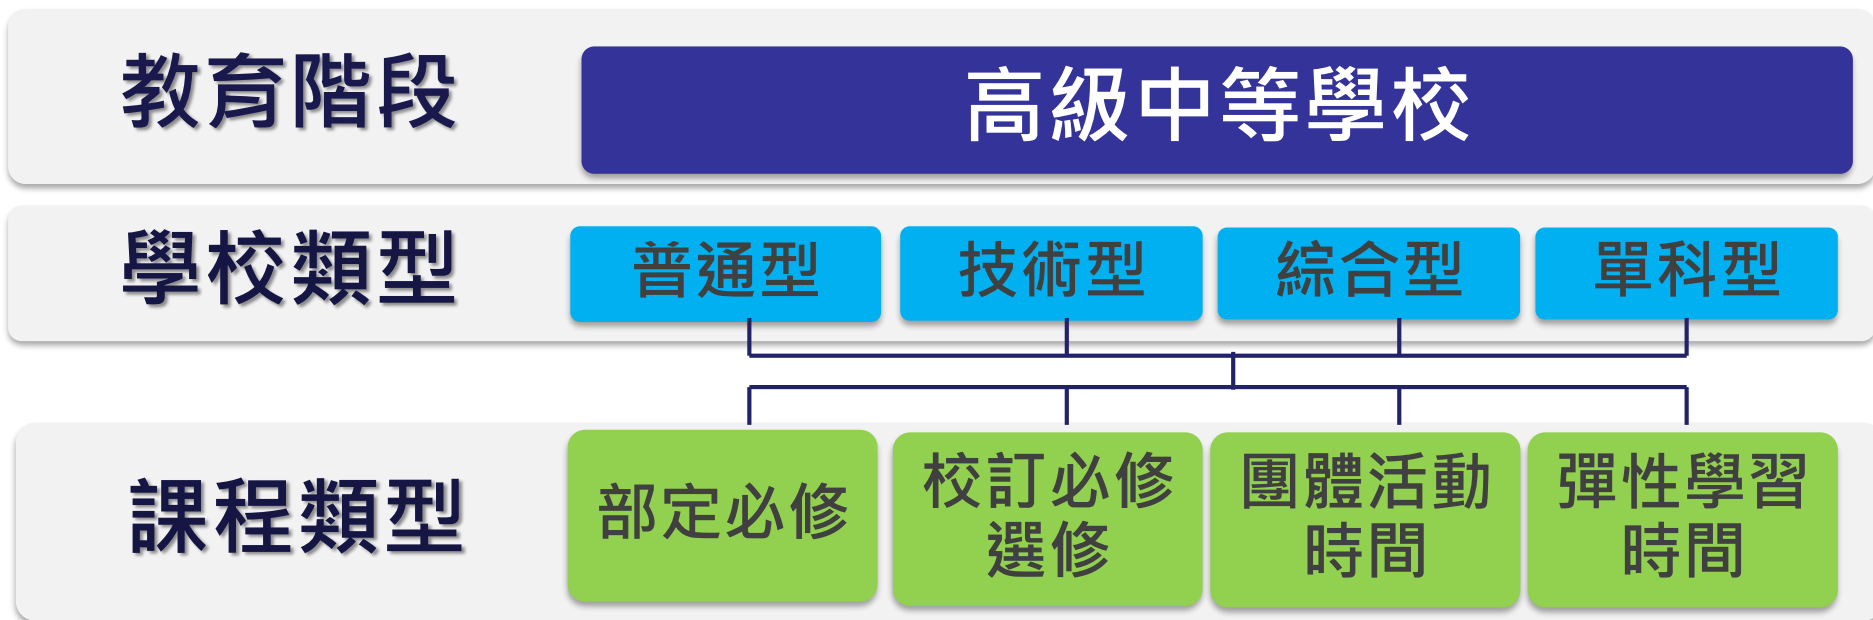 教育階段
高級中等學校
學校類型
普通型
技術型
綜合型
單科型
課程類型
部定必修
校訂必修
選修
團體活動
時間
彈性學習
時間